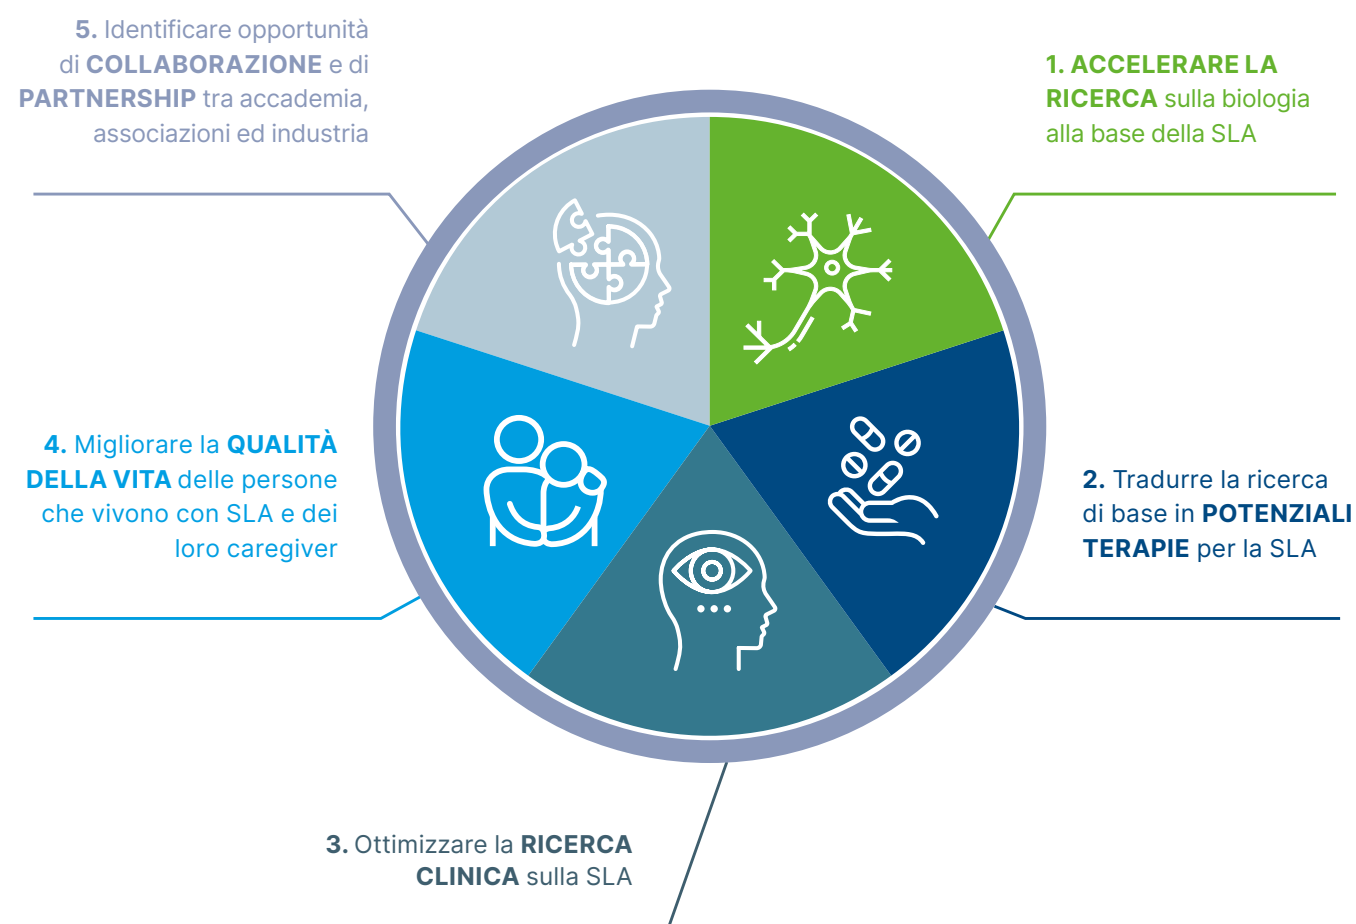 5. Identificare opportunità
di COLLABORAZIONE e di
PARTNERSHIP tra accademia,
associazioni ed industria
1. ACCELERARE LA
RICERCA sulla biologia
alla base della SLA
4. Migliorare la QUALITÀ
DELLA VITA delle persone
che vivono con SLA e dei
loro caregiver
2. Tradurre la ricerca
di base in POTENZIALI
TERAPIE per la SLA
3. Ottimizzare la RICERCA
CLINICA sulla SLA